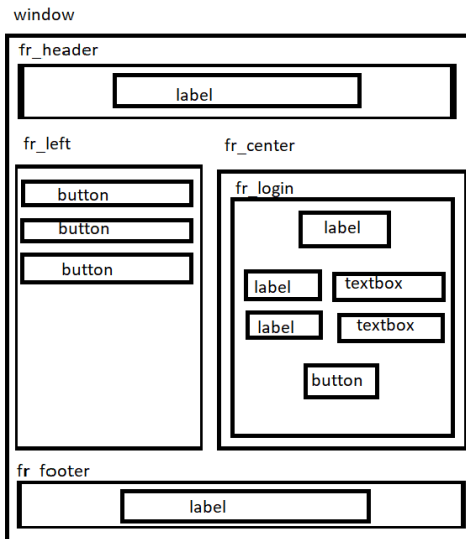 window
fr_header
label
fr_left
fr_center
button
button
button
fr_login
label
label
textbox
label
textbox
button
fr_footer
label